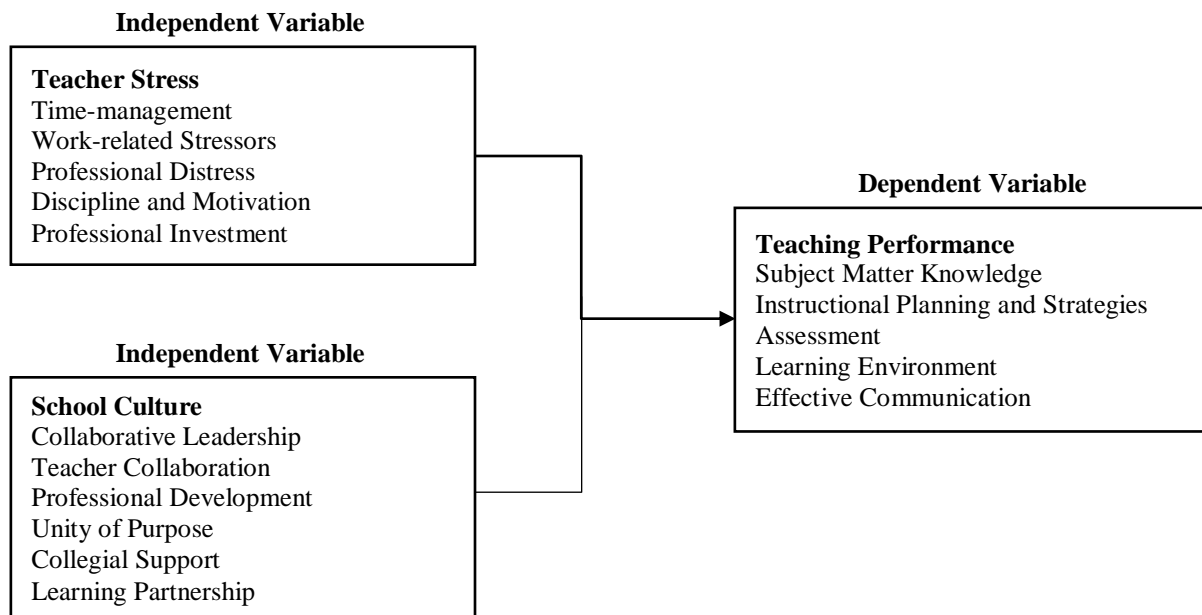 Independent Variable
Teacher Stress
Time-management
Work-related Stressors
Professional Distress
Discipline and Motivation
Professional Investment
Independent Variable
School Culture
Collaborative Leadership
Teacher Collaboration
Professional Development
Unity of Purpose
Collegial Support
Learning Partnership
Dependent Variable
Teaching Performance
Subject Matter Knowledge
Instructional Planning and Strategies
Assessment
Learning Environment
Effective Communication